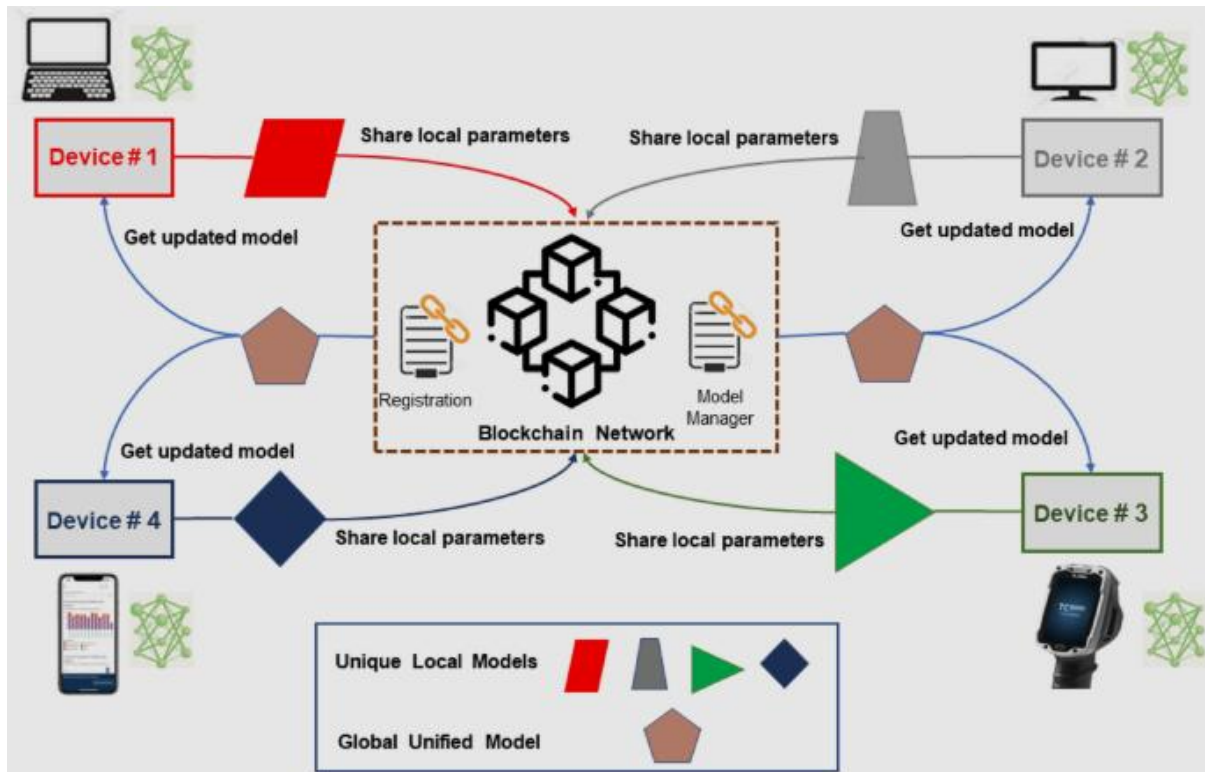 Share local parameters
Share local parameters
Device # 1
Device # 2
Get updated model
Get updated model
Registration
Model
Manager
Blockchain Network
Get updated model
Get updated model
Device # 4
Device # 3
Share local parameters
Share local parameters
Unique Local Models
Global Unified Model